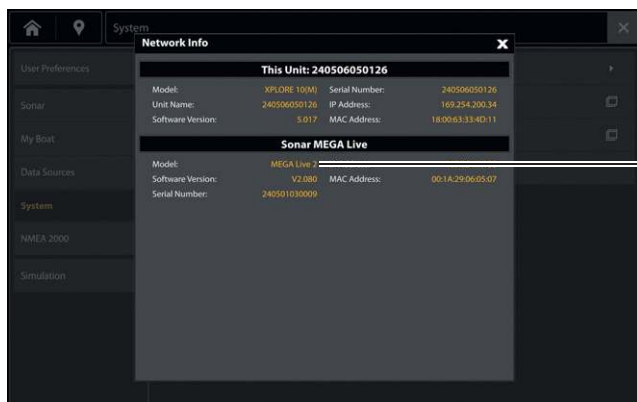 System
Network Info
User Preferences
Sonar
My Boat
Data Sources
System
NMEA 2000
Simulation
This Unit: 240506050126
Model: XPLORE 10(M) Serial Number: 240506050126
Unit Name: 240506050126 IP Address: 169.254.200.34
Software Version: 5.017 MAC Address: 18:00:63:33:4D:11
Sonar MEGA Live
Model: MEGA Live 2
Software Version: V2.080 MAC Address: 00:1A:29:06:05:07
Serial Number: 240501030009